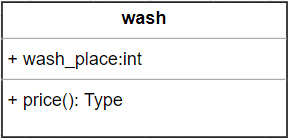 wash
+ wash_place:int
+ price(): Type